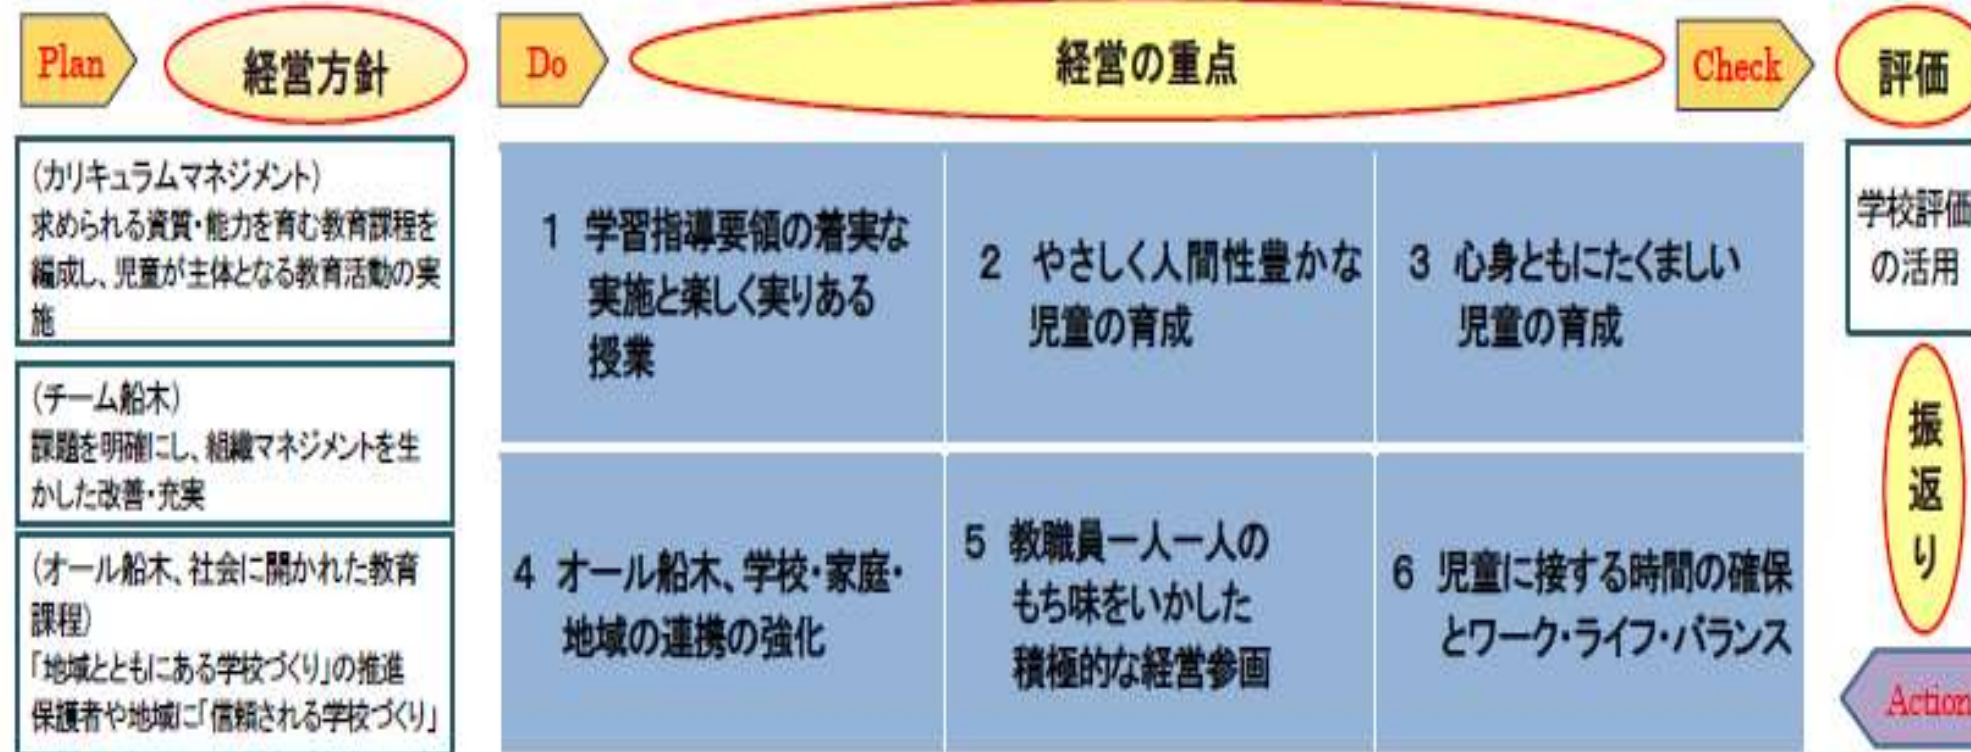 Plan
経営方針
Do
経営の重点
Check
評価
(カリキュラムマネジメント)
求められる資質・能力を育む教育課程を
編成し、児童が主体となる教育活動の実
施
(チーム船木)
課題を明確にし、組織マネジメントを生
かした改善・充実
(オール船木、社会に開かれた教育
課程)
「地域とともにある学校づくり」の推進
保護者や地域に「信頼される学校づくり」
1 学習指導要領の着実な
実施と楽しく実りある
授業
2 やさしく人間性豊かな
児童の育成
3 心身ともにたくましい
児童の育成
4 オール船木、学校・家庭・
地域の連携の強化
5 教職員一人一人の
もち味をいかした
積極的な経営参画
6 児童に接する時間の確保
とワーク・ライフ・バランス
学校評価
の活用
振
返
り
Action